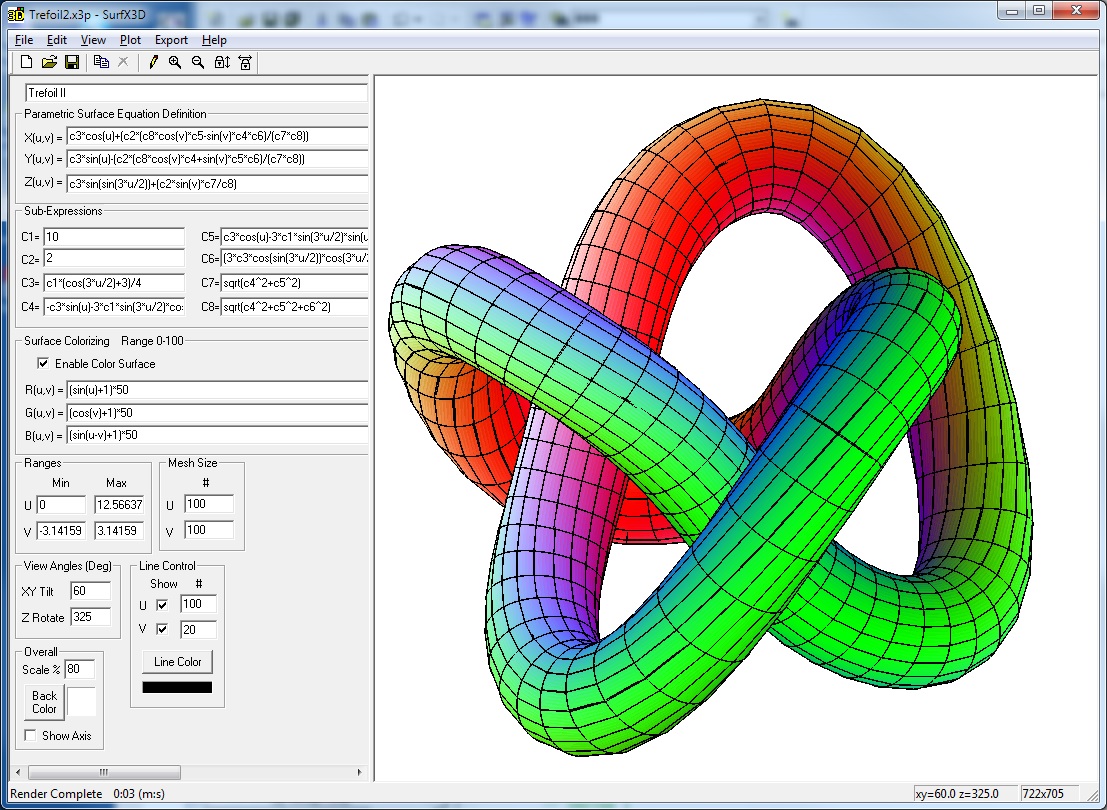 Trefoil2.x3p - SurfX3D
File Edit View Plot Export Help
Trefoil II
Parametric Surface Equation Definition
X(u,v) = c3*cos(u)+(c2*(c8*cos(v)*c5-sin(v)*c4*c6)/(c7*c8))
Y(u,v) = c3*sin(u)-(c2*(c8*cos(v)*c4+sin(v)*c5*c6)/(c7*c8))
Z(u,v) = c3*sin(sin(3*u/2))+(c2*sin(v)*c7/c8)
Sub-Expressions
C1= 10 C5= c3*cos(u)-3*c1*sin(3*u/2)*sin(u
C2= 2 C6= (3*c3*cos(sin(3*u/2))*cos(3*u/2
C3= c1*(cos(3*u/2)+3)/4 C7= sqrt(c4^2+c5^2)
C4= -c3*sin(u)-3*c1*sin(3*u/2)*co: C8= sqrt(c4^2+c5^2+c6^2)
Surface Colorizing Range 0-100
Enable Color Surface
R(u,v) = (sin(u)+1)*50
G(u,v) = (cos(v)+1)*50
B(u,v) = (sin(u-v)+1)*50
Ranges Mesh Size
Min Max #
U 0 12.56637 U 100
V -3.14159 3.14159 V 100
View Angles (Deg) Line Control
Show #
XY Tilt 60 U 100
Z Rotate 325 V 20
Overall
Scale % 80 Line Color
Back
Color
Show Axis
Render Complete 0:03 (m:s) xy=60.0 z=325.0 722x705